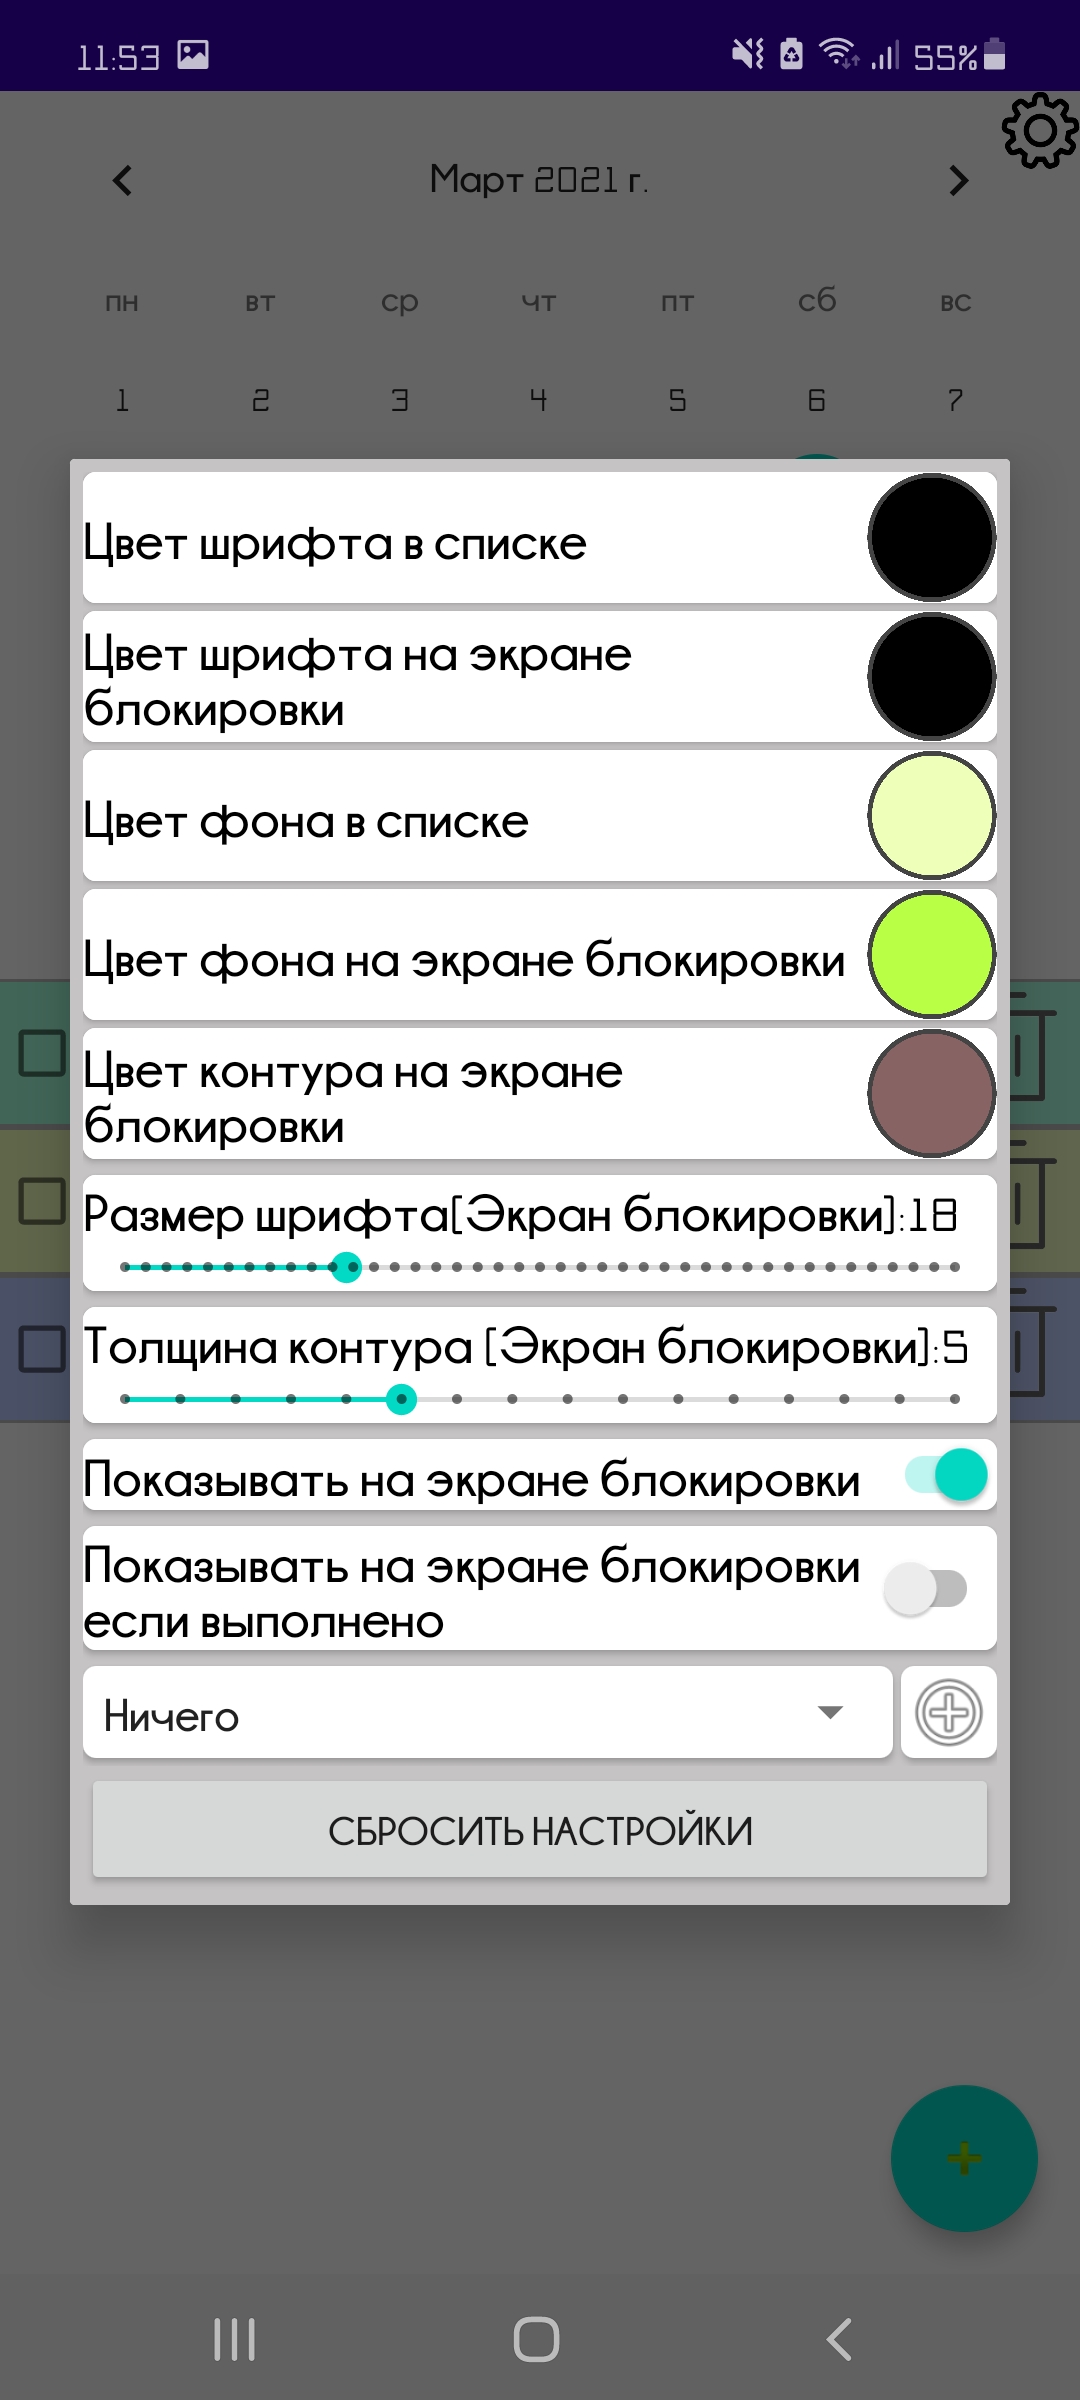 11:53
55%
Март 2021 г.
пн вт ср чт пт сб вс
1 2 3 4 5 6 7
Цвет шрифта в списке
Цвет шрифта на экране
блокировки
Цвет фона в списке
Цвет фона на экране блокировки
Цвет контура на экране
блокировки
Размер шрифта[Экран блокировки]:18
Толщина контура [Экран блокировки]:5
Показывать на экране блокировки
Показывать на экране блокировки
если выполнено
Ничего
СБРОСИТЬ НАСТРОЙКИ